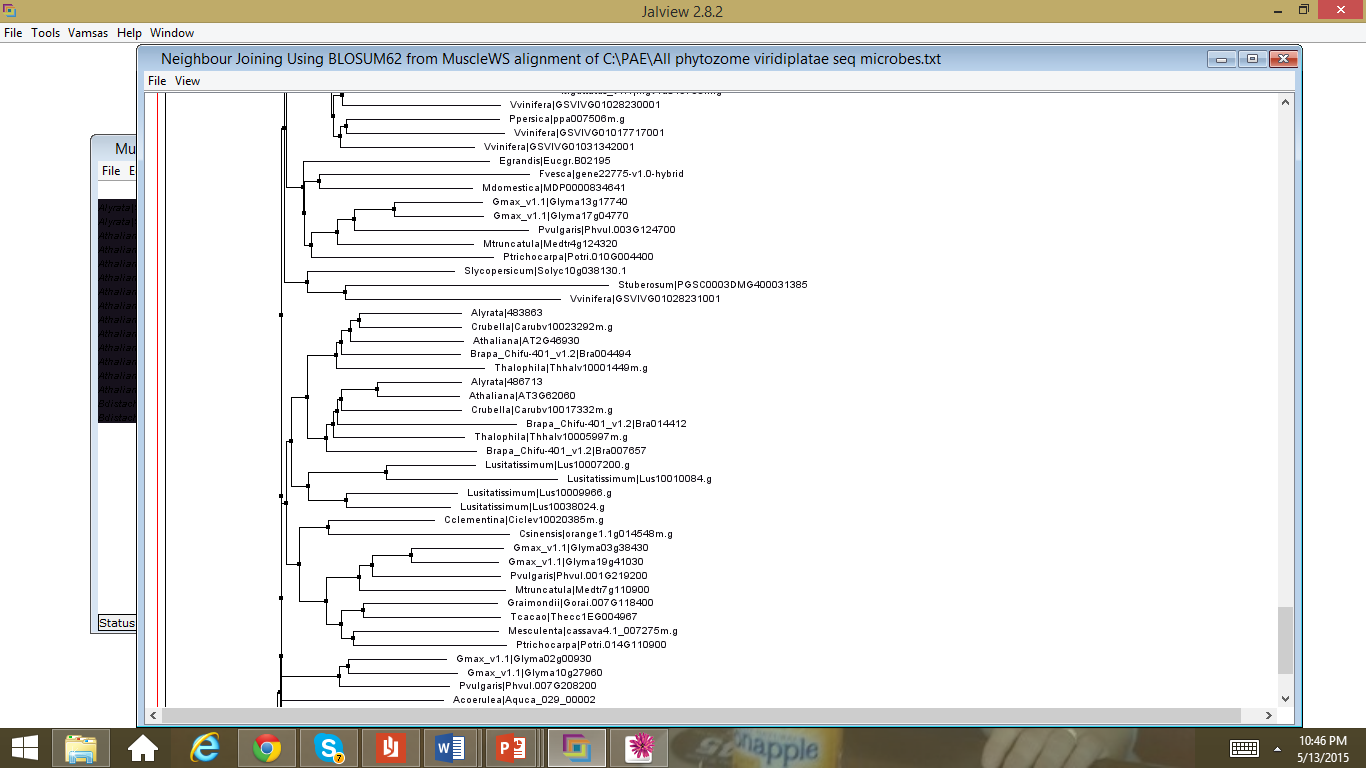 Jalview 2.8.2
File Tools Vamsas Help Window
Neighbour Joining Using BLOSUM62 from MuscleWS alignment of C:\PAE\All phytozome viridiplatae seq microbes.txt
File View
Mu
File E
Vvinifera|GSVIVG01028230001
Ppersica|ppa007506m.g
Vvinifera|GSVIVG01017717001
Vvinifera|GSVIVG01031342001
Egrandis|Eucgr.B02195
Fvesca|gene22775-v1.0-hybrid
Mdomestica|MDP0000834641
Gmax_v1.1|Glyma13g17740
Gmax_v1.1|Glyma17g04770
Pvulgaris|Phvul.003G124700
Mtruncatula|Medtr4g124320
Ptrichocarpa|Potri.010G004400
Slycopersicum|Solyc10g038130.1
Stuberosum|PGSC0003DMG400031385
Vvinifera|GSVIVG01028231001
Alyrata|483863
Crubella|Carubv10023292m.g
Athaliana|AT2G46930
Brapa_Chifu-401_v1.2|Bra004494
Thalophila|Thhalv10001449m.g
Alyrata|486713
Athaliana|AT3G62060
Crubella|Carubv10017332m.g
Brapa_Chifu-401_v1.2|Bra014412
Thalophila|Thhalv10005997m.g
Brapa_Chifu-401_v1.2|Bra007657
Lusitatissimum|Lus10007200.g
Lusitatissimum|Lus10010084.g
Lusitatissimum|Lus10009966.g
Lusitatissimum|Lus10038024.g
Cclementina|Ciclev10020385m.g
Csinensis|orange1.1g014548m.g
Gmax_v1.1|Glyma03g38430
Gmax_v1.1|Glyma19g41030
Pvulgaris|Phvul.001G219200
Mtruncatula|Medtr7g110900
Graimondii|Gorai.007G118400
Tcacao|Thecc1EG004967
Mesculenta|cassava4.1_007275m.g
Ptrichocarpa|Potri.014G110900
Gmax_v1.1|Glyma02g00930
Gmax_v1.1|Glyma10g27960
Pvulgaris|Phvul.007G208200
Acoerulea|Aquca_029_00002
Status
7
napple
10:46 PM
5/13/2015